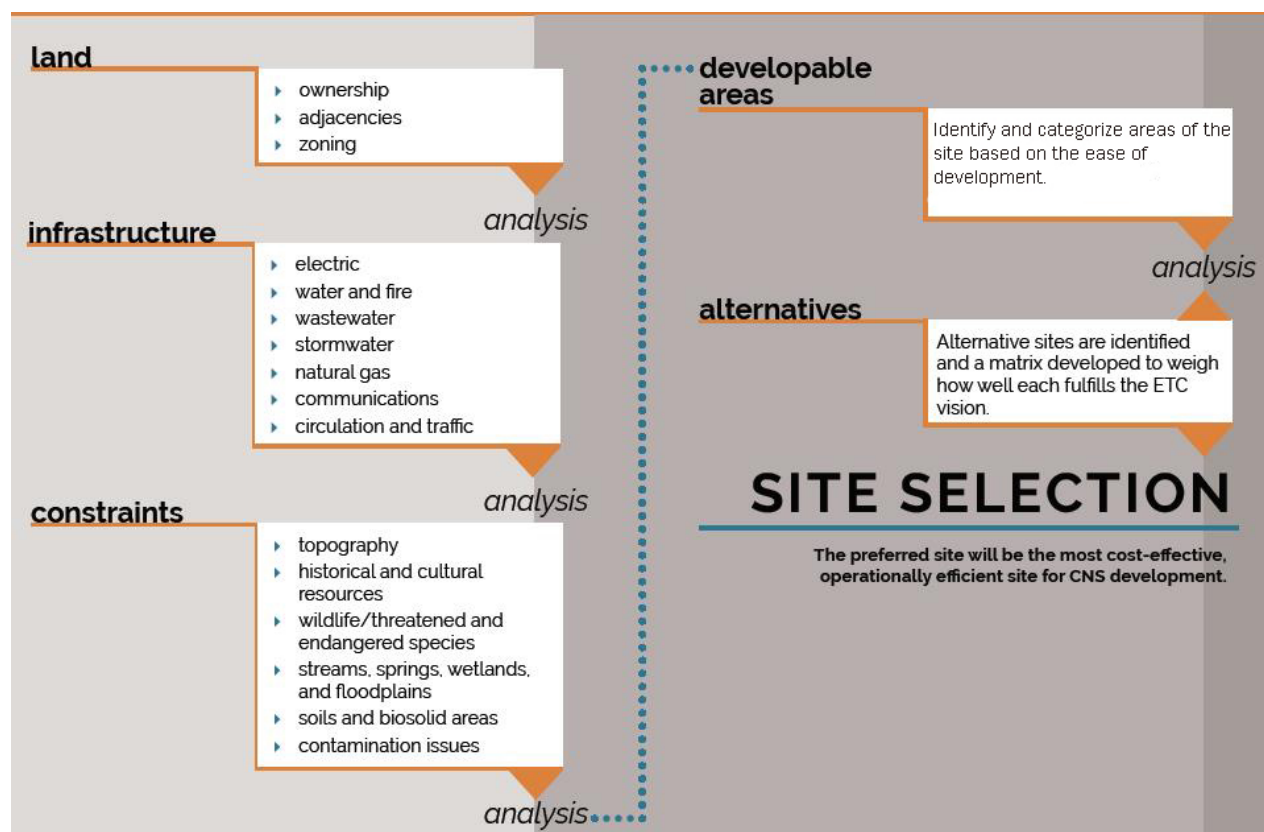 land
ownership
adjacencies
zoning
analysis
infrastructure
electric
water and fire
wastewater
stormwater
natural gas
communications
circulation and traffic
analysis
constraints
topography
historical and cultural
resources
wildlife/threatened and
endangered species
streams, springs, wetlands,
and floodplains
soils and biosolid areas
contamination issues
analysis
developable
areas
Identify and categorize areas of the
site based on the ease of
development.
analysis
alternatives
Alternative sites are identified
and a matrix developed to weigh
how well each fulfills the ETC
vision.
SITE SELECTION
The preferred site will be the most cost-effective,
operationally efficient site for CNS development.